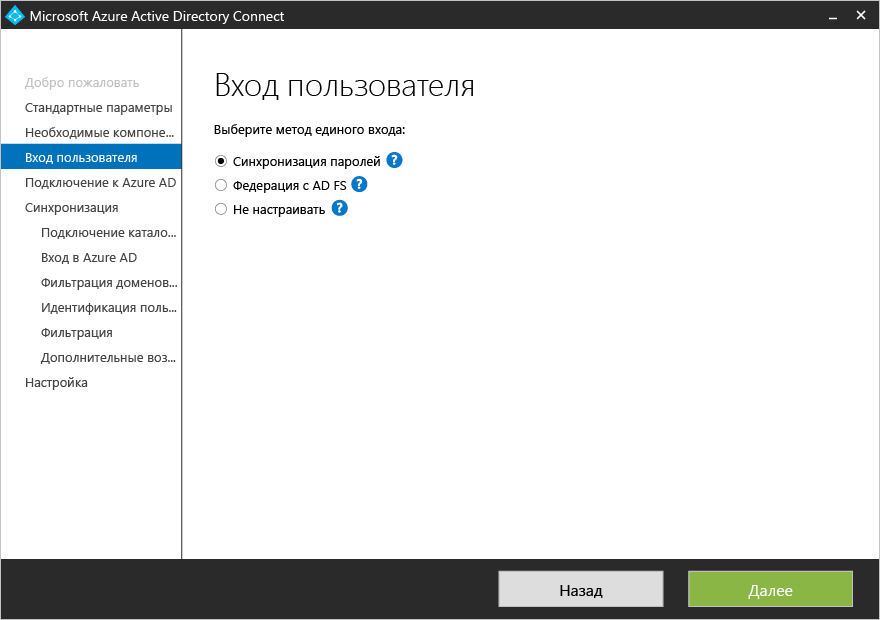 Microsoft Azure Active Directory Connect
Добро пожаловать
Стандартные параметры
Необходимые компоне...
Вход пользователя
Подключение к Azure AD
Синхронизация
Подключение катало...
Вход в Azure AD
Фильтрация доменов...
Идентификация поль...
Фильтрация
Дополнительные воз...
Настройка
Вход пользователя
Выберите метод единого входа:
Синхронизация паролей ?
Федерация с AD FS ?
Не настраивать ?
Назад
Далее